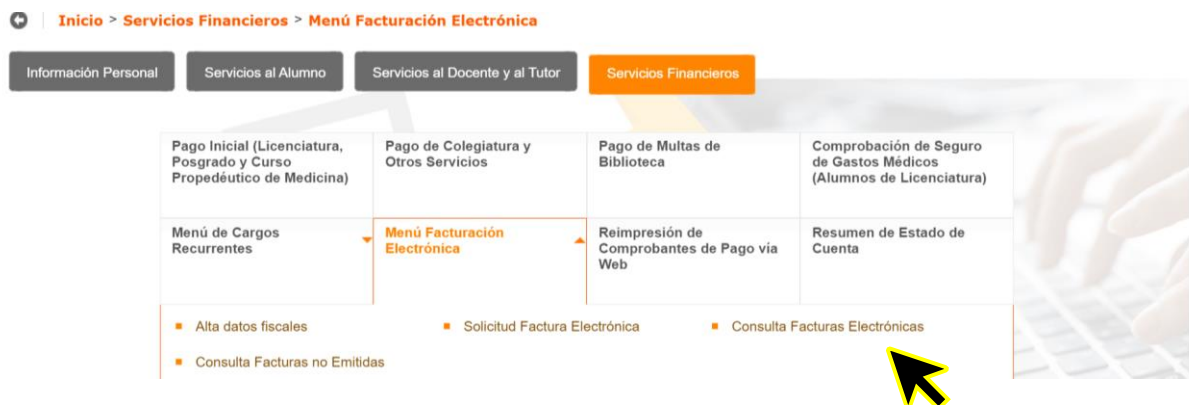 Inicio > Servicios Financieros > Menú Facturación Electrónica
Información Personal
Servicios al Alumno
Servicios al Docente y al Tutor
Servicios Financieros
Pago Inicial (Licenciatura,
Posgrado y Curso
Propedéutico de Medicina)
Pago de Colegiatura y
Otros Servicios
Pago de Multas de
Biblioteca
Comprobación de Seguro
de Gastos Médicos
(Alumnos de Licenciatura)
Menú de Cargos
Recurrentes
Menú Facturación
Electrónica
Reimpresión de
Comprobantes de Pago vía
Web
Resumen de Estado de
Cuenta
Alta datos fiscales
Solicitud Factura Electrónica
Consulta Facturas Electrónicas
Consulta Facturas no Emitidas